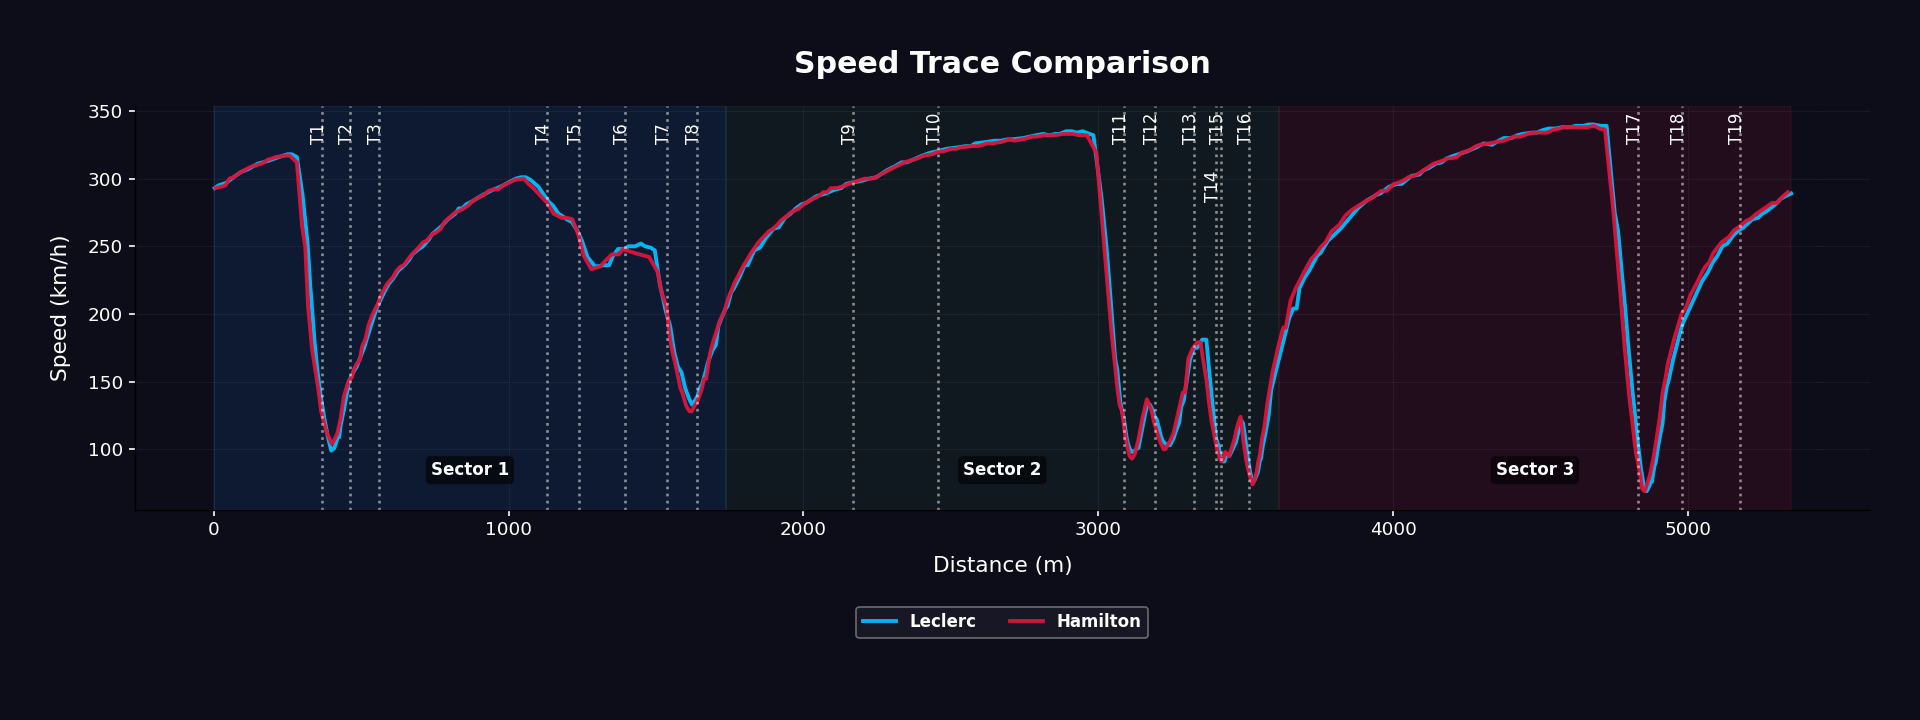 Speed Trace Comparison
Speed (km/h)
350
300
250
200
150
100
T1
T2
T3
T4
T5
T6
T7
T8
T9
T10
T11
T12
T13
T14
T15
T16
T17
T18
T19
Sector 1
Sector 2
Sector 3
0
1000
2000
3000
4000
5000
Distance (m)
Leclerc
Hamilton